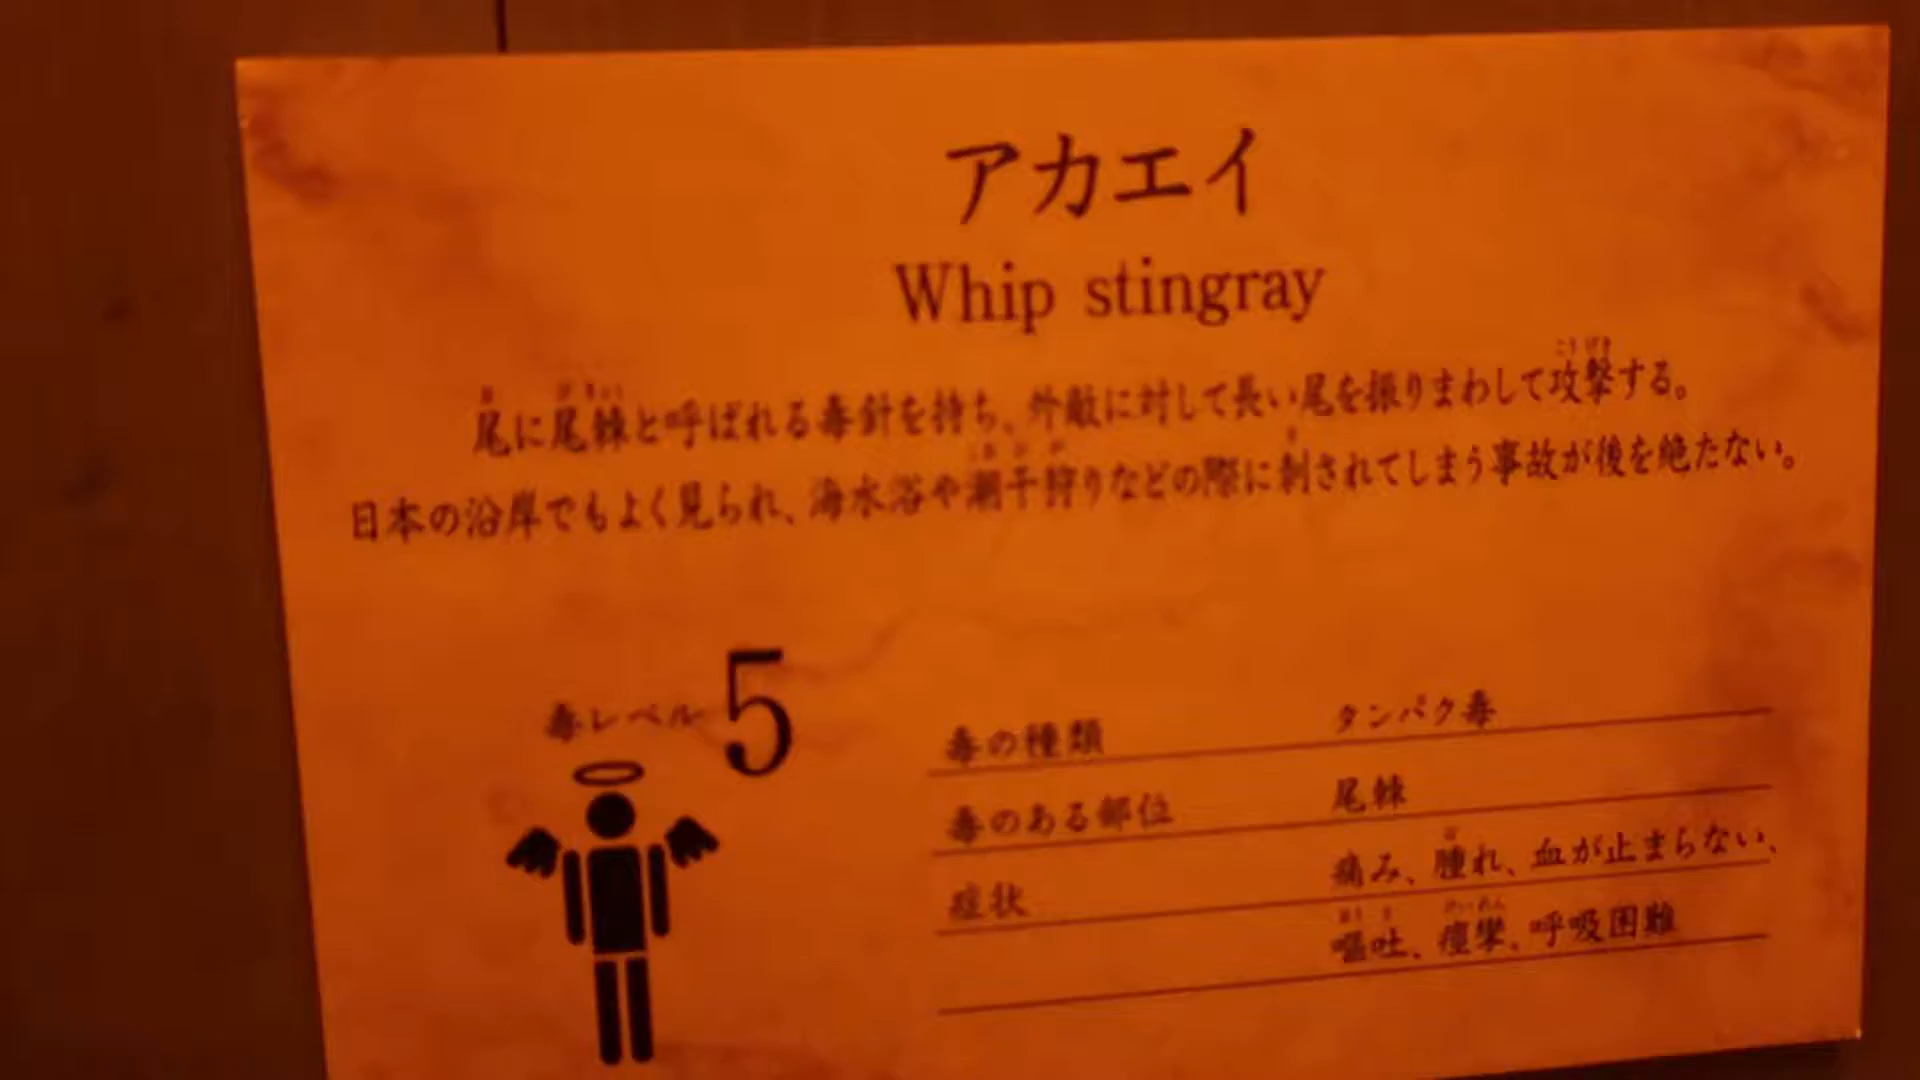 アカエイ
Whip stingray
尾に尾棘と呼ばれる毒針を持ち、外敵に対して長い尾を振りまわして攻撃する。
日本の沿岸でもよく見られ、海水浴や潮干狩りなどの際に刺されてしまう事故が後を絶たない。
毒レベル 5
毒の種類 タンパク毒
毒のある部位 尾棘
症状 痛み、腫れ、血が止まらない、
嘔吐、痙攣、呼吸困難